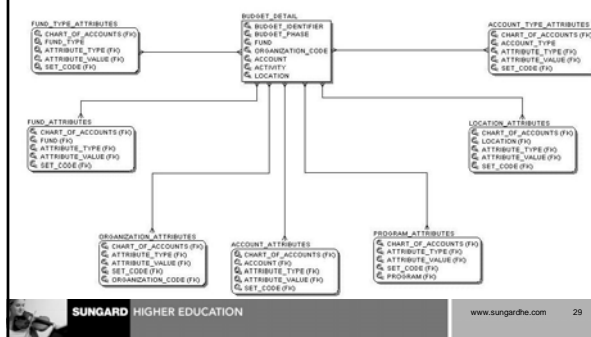 BUDGET_DETAIL
BUDGET_IDENTIFIER
BUDGET_PHASE
FUND
ORGANIZATION_CODE
ACCOUNT
ACTIVITY
LOCATION
FUND_TYPE_ATTRIBUTES
CHART_OF_ACCOUNTS (FK)
FUND_TYPE
ATTRIBUTE_TYPE (FK)
ATTRIBUTE_VALUE (FK)
SET_CODE (FK)
ACCOUNT_TYPE_ATTRIBUTES
CHART_OF_ACCOUNTS (FK)
ACCOUNT_TYPE
ATTRIBUTE_TYPE (FK)
ATTRIBUTE_VALUE (FK)
SET_CODE (FK)
FUND_ATTRIBUTES
CHART_OF_ACCOUNTS (FK)
FUND (FK)
ATTRIBUTE_TYPE (FK)
ATTRIBUTE_VALUE (FK)
SET_CODE (FK)
LOCATION_ATTRIBUTES
CHART_OF_ACCOUNTS (FK)
LOCATION (FK)
ATTRIBUTE_TYPE (FK)
ATTRIBUTE_VALUE (FK)
SET_CODE (FK)
ORGANIZATION_ATTRIBUTES
CHART_OF_ACCOUNTS (FK)
ATTRIBUTE_TYPE (FK)
ATTRIBUTE_VALUE (FK)
SET_CODE (FK)
ORGANIZATION_CODE (FK)
ACCOUNT_ATTRIBUTES
CHART_OF_ACCOUNTS (FK)
ACCOUNT (FK)
ATTRIBUTE_TYPE (FK)
ATTRIBUTE_VALUE (FK)
SET_CODE (FK)
PROGRAM_ATTRIBUTES
CHART_OF_ACCOUNTS (FK)
ATTRIBUTE_TYPE (FK)
ATTRIBUTE_VALUE (FK)
SET_CODE (FK)
PROGRAM (FK)
SUNGARD HIGHER EDUCATION
www.sungardhe.com
29